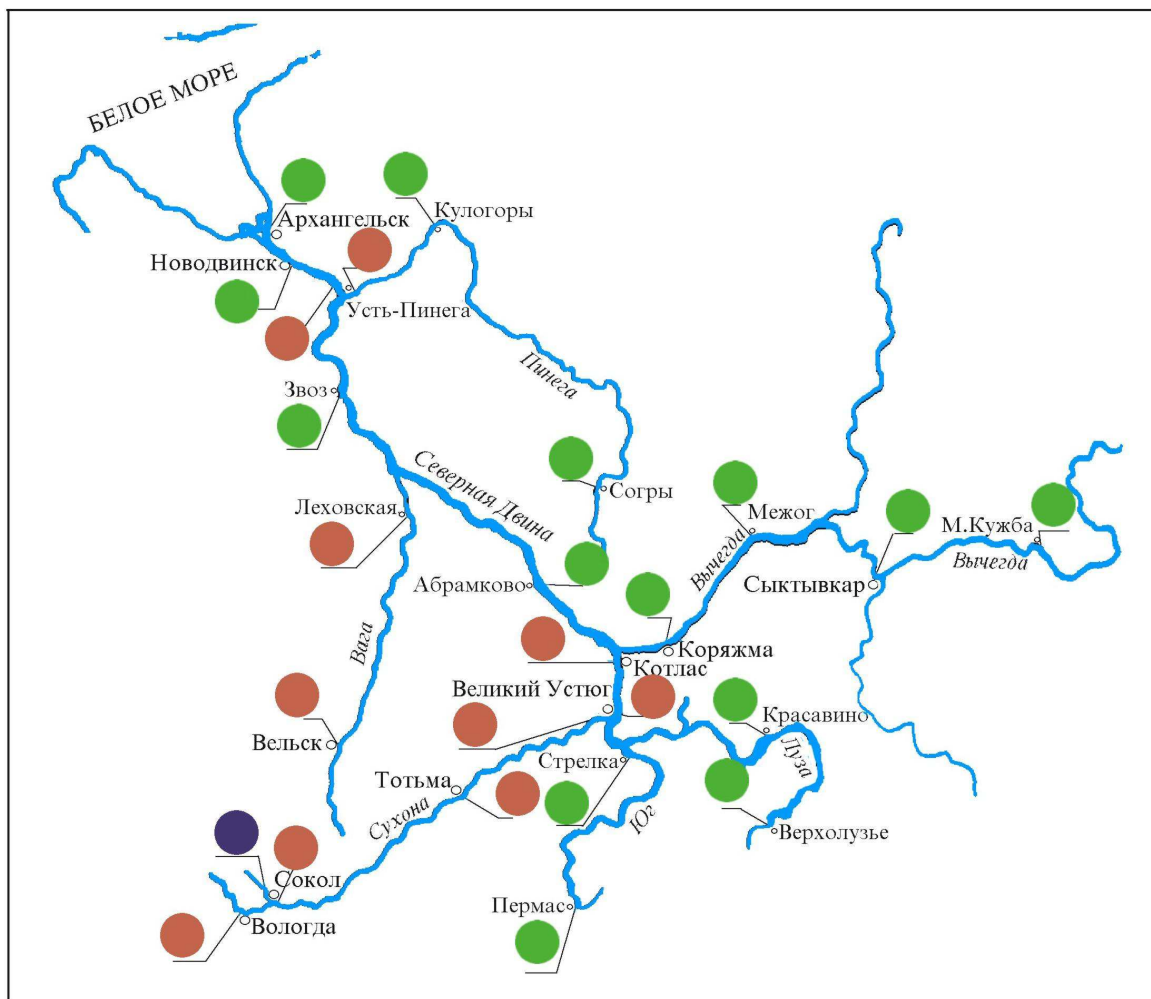 БЕЛОЕ МОРЕ
Кулогоры
Архангельск
Новодвинск
Усть-Пинега
Пинега
Звоз
Северная Двина
Согры
Леховская
Межог
М.Кужба
Вычегда
Вычегда
Абрамково
Сыктывкар
Вага
Коряжма
Котлас
Великий Устюг
Красавино
Вельск
Луза
Стрелка
Тотьма
Сухона
Юг
Верхолузье
Сокол
Пермас
Вологда